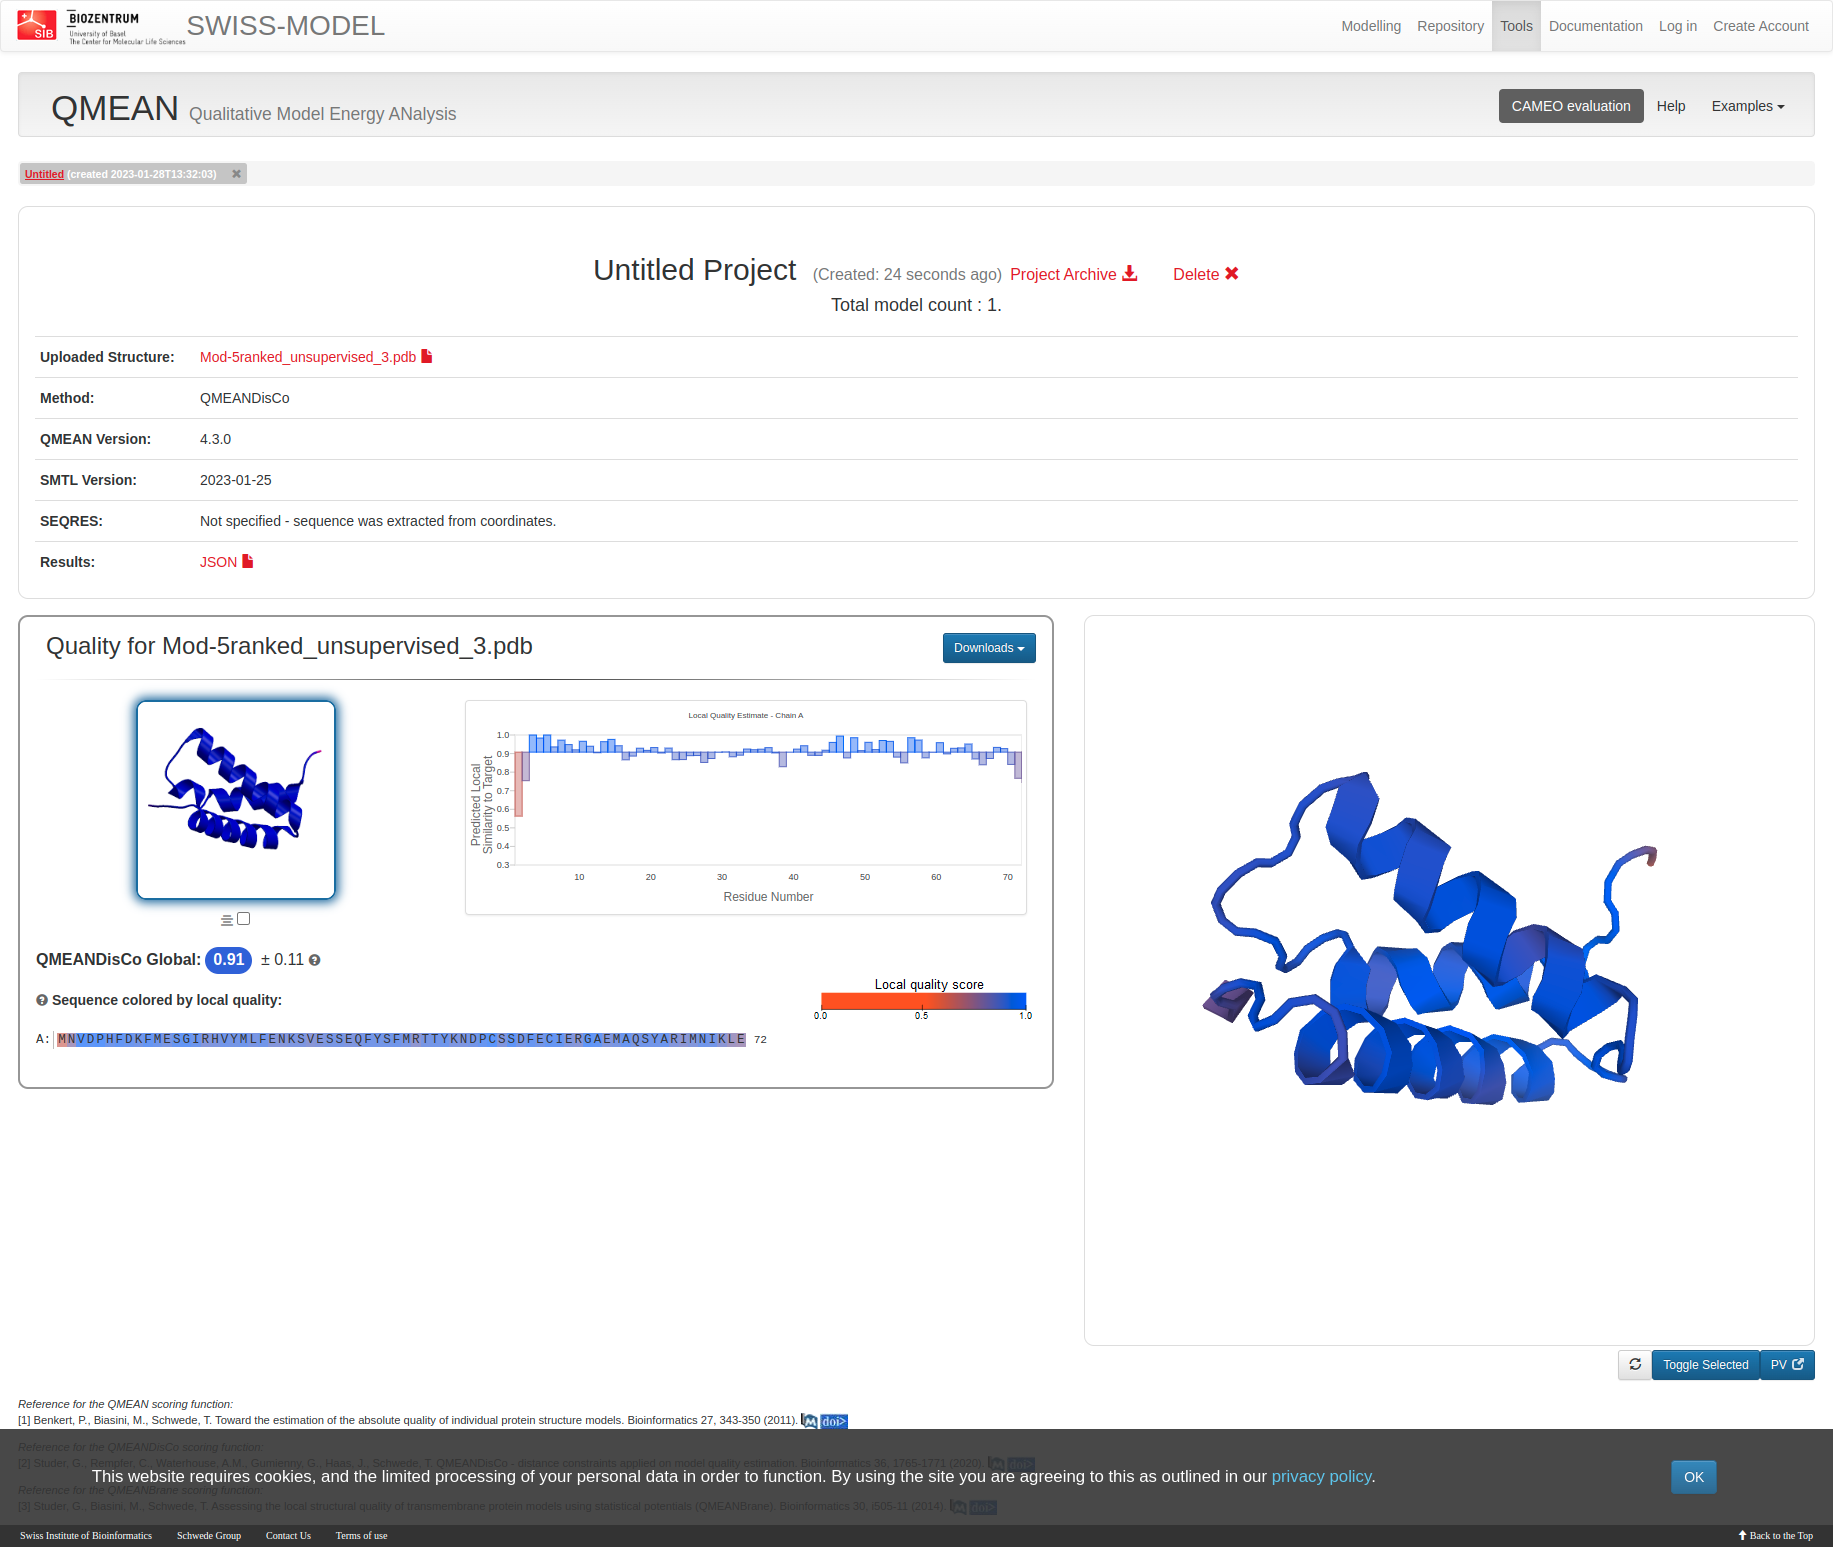 SIB
BIOZENTRUM
University of Basel
The Center for Molecular Life Sciences
SWISS-MODEL
Modelling Repository Tools Documentation Log in Create Account
QMEAN Qualitative Model Energy ANalysis
CAMEO evaluation Help Examples
Untitled (created 2023-01-28T13:32:03)
Untitled Project (Created: 24 seconds ago) Project Archive Delete
Total model count : 1.
Uploaded Structure: Mod-5ranked_unsupervised_3.pdb
Method: QMEANDisCo
QMEAN Version: 4.3.0
SMTL Version: 2023-01-25
SEQRES: Not specified - sequence was extracted from coordinates.
Results: JSON
Quality for Mod-5ranked_unsupervised_3.pdb
Downloads
Local Quality Estimate - Chain A
Predicted Local
Similarity to Target
1.0
0.9
0.8
0.7
0.6
0.5
0.4
0.3
10 20 30 40 50 60 70
Residue Number
QMEANDisCo Global: 0.91 ± 0.11
Sequence colored by local quality:
Local quality score
0.0 0.5 1.0
A: MNVDPHFDKFMESGIRHVYMLFENKSVESSEQFYSFMRTTYKNDPCSSDFECIERGAEMAQSYARIMNIKLE 72
Toggle Selected PV
Reference for the QMEAN scoring function:
[1] Benkert, P., Biasini, M., Schwede, T. Toward the estimation of the absolute quality of individual protein structure models. Bioinformatics 27, 343-350 (2011). doi>
Reference for the QMEANDisCo scoring function:
[2] Studer, G., Rempfer, C., Waterhouse, A.M., Gumienny, G., Haas, J., Schwede, T. QMEANDisCo - distance constraints applied on model quality estimation. Bioinformatics 36, 1765-1771 (2020). doi>
This website requires cookies, and the limited processing of your personal data in order to function. By using the site you are agreeing to this as outlined in our privacy policy.
OK
Reference for the QMEANBrane scoring function:
[3] Studer, G., Biasini, M., Schwede, T. Assessing the local structural quality of transmembrane protein models using statistical potentials (QMEANBrane). Bioinformatics 30, i505-11 (2014). doi>
Swiss Institute of Bioinformatics Schwede Group Contact Us Terms of use
Back to the Top